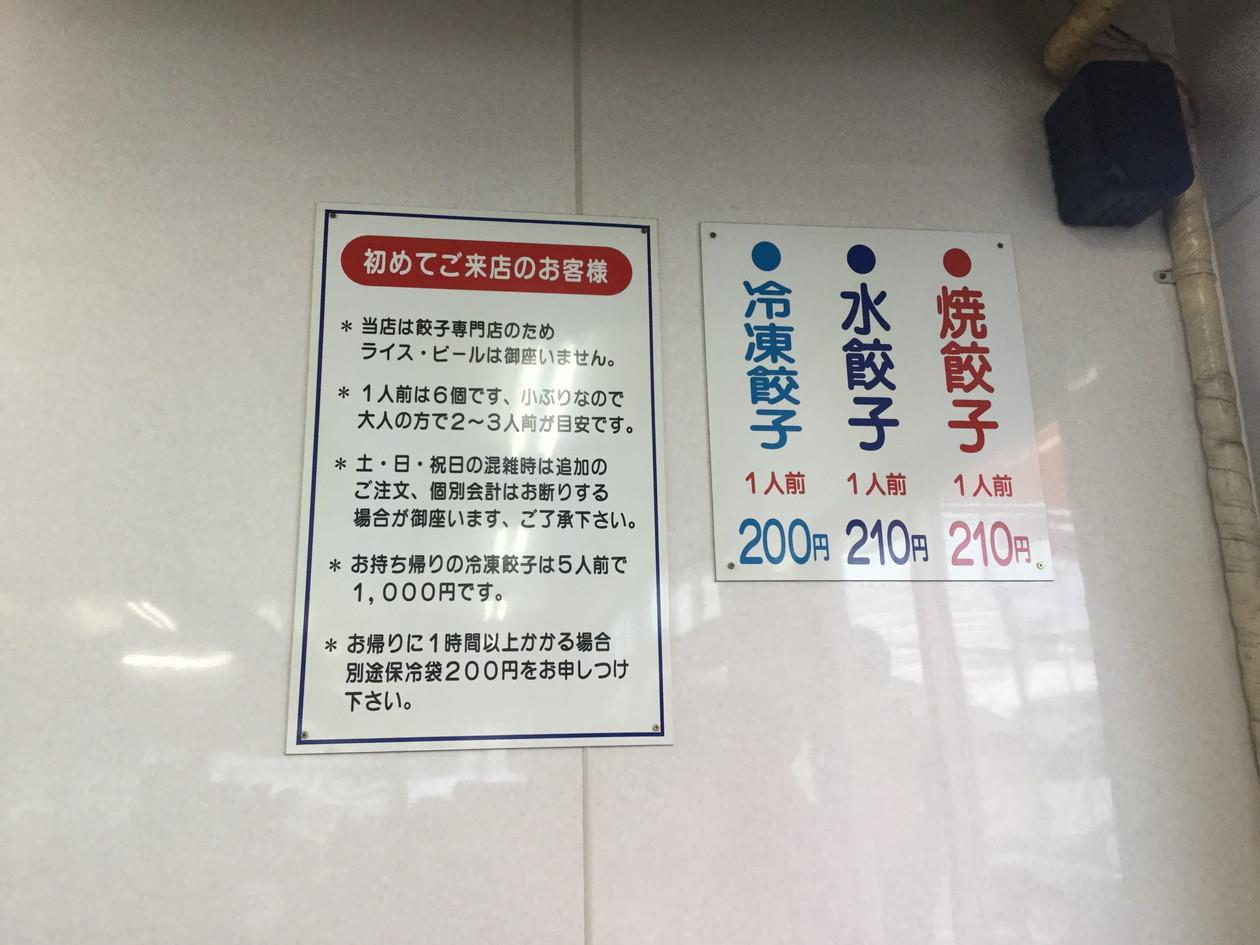 初めてご来店のお客様
＊ 当店は餃子専門店のため
ライス・ビールは御座いません。
＊ １人前は６個です、小ぶりなので
大人の方で２～３人前が目安です。
＊ 土・日・祝日の混雑時は追加の
ご注文、個別会計はお断りする
場合が御座います、ご了承下さい。
＊ お持ち帰りの冷凍餃子は５人前で
１，０００円です。
＊ お帰りに１時間以上かかる場合
別途保冷袋２００円をお申しつけ
下さい。
●焼餃子
１人前
210円
●水餃子
１人前
210円
●冷凍餃子
１人前
200円